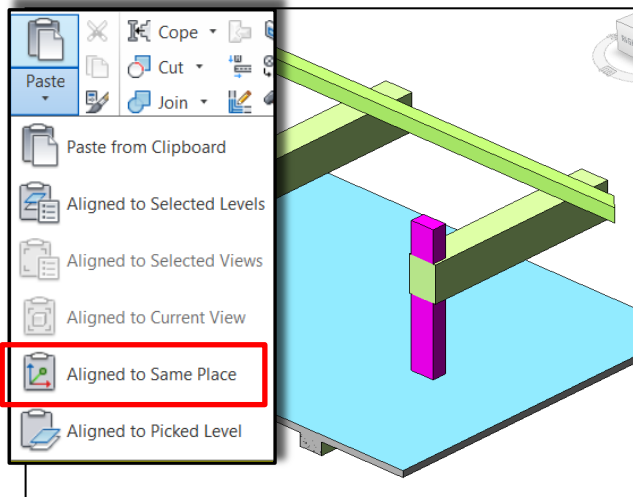 Cope
Cut
Paste
Join
Paste from Clipboard
Aligned to Selected Levels
Aligned to Selected Views
Aligned to Current View
Aligned to Same Place
Aligned to Picked Level